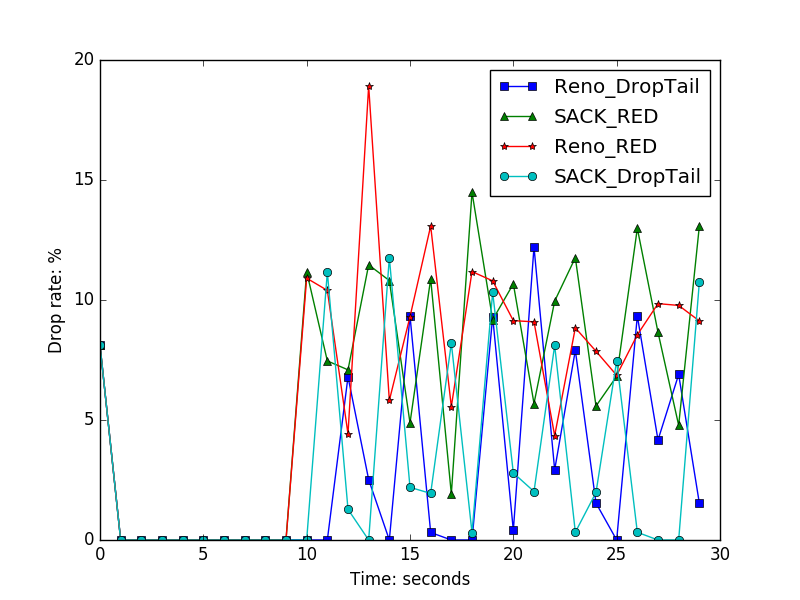 20
15
10
5
0
0
5
10
15
20
25
30
Drop rate: %
Time: seconds
Reno_DropTail
SACK_RED
Reno_RED
SACK_DropTail